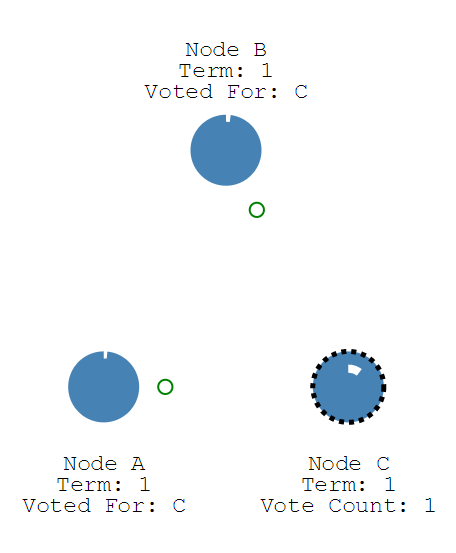 Node B
Term: 1
Voted For: C
Node A
Term: 1
Voted For: C
Node C
Term: 1
Vote Count: 1